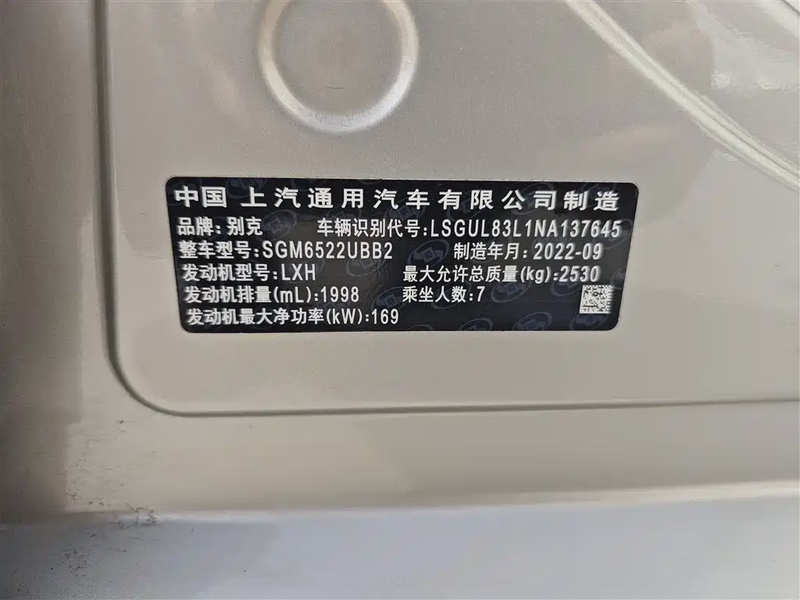 中国 上汽通用汽车有限公司制造
品牌:别克 车辆识别代号:LSGUL83L1NA137645
整车型号:SGM6522UBB2 制造年月:2022-09
发动机型号:LXH 最大允许总质量(kg):2530
发动机排量(mL):1998 乘坐人数:7
发动机最大净功率(kW):169